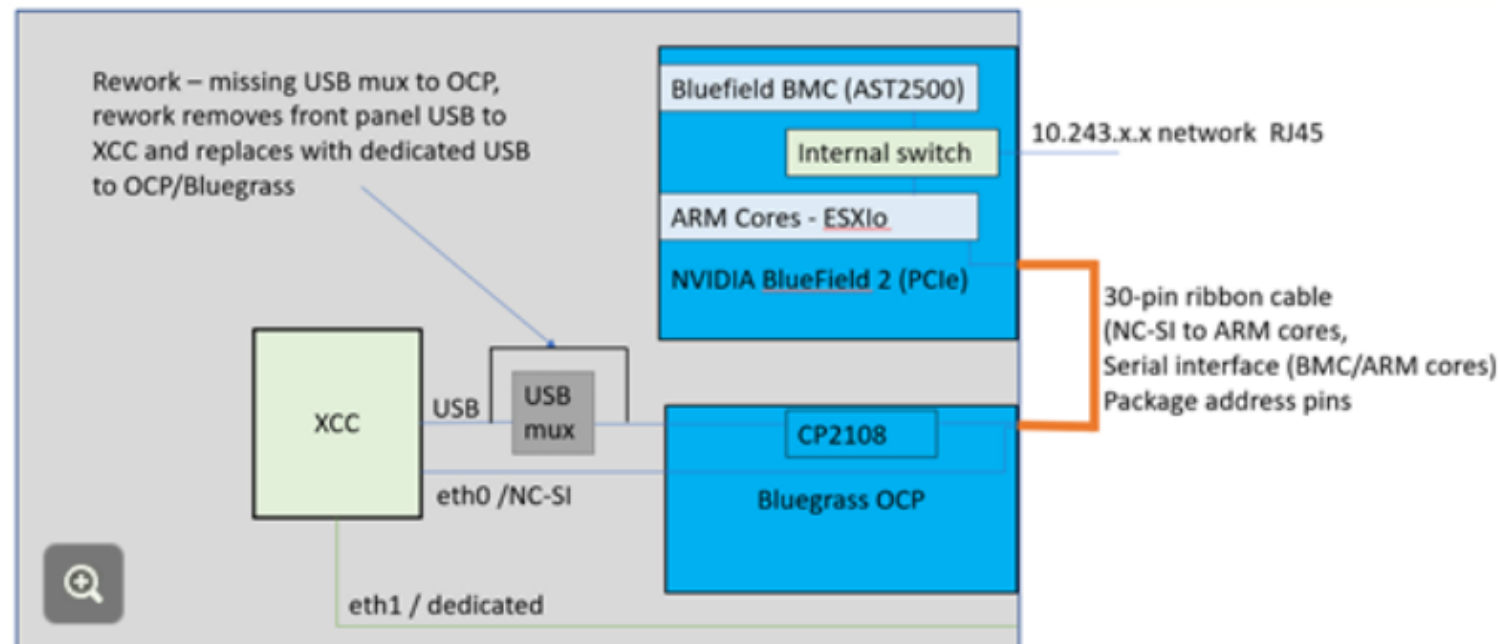 Rework – missing USB mux to OCP,
rework removes front panel USB to
XCC and replaces with dedicated USB
to OCP/Bluegrass
Bluefield BMC (AST2500)
Internal switch
10.243.x.x network RJ45
ARM Cores - ESXIo
NVIDIA BlueField 2 (PCIe)
30-pin ribbon cable
(NC-SI to ARM cores,
Serial interface (BMC/ARM cores)
Package address pins
XCC
USB
USB
mux
CP2108
eth0 /NC-SI
Bluegrass OCP
eth1 / dedicated